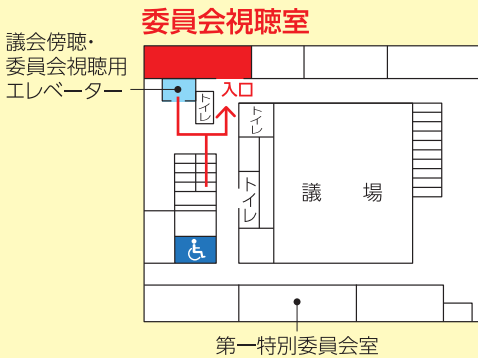 委員会視聴室
議会傍聴・
委員会視聴用
エレベーター
入口
トイレ
トイレ
トイレ
議 場
第一特別委員会室